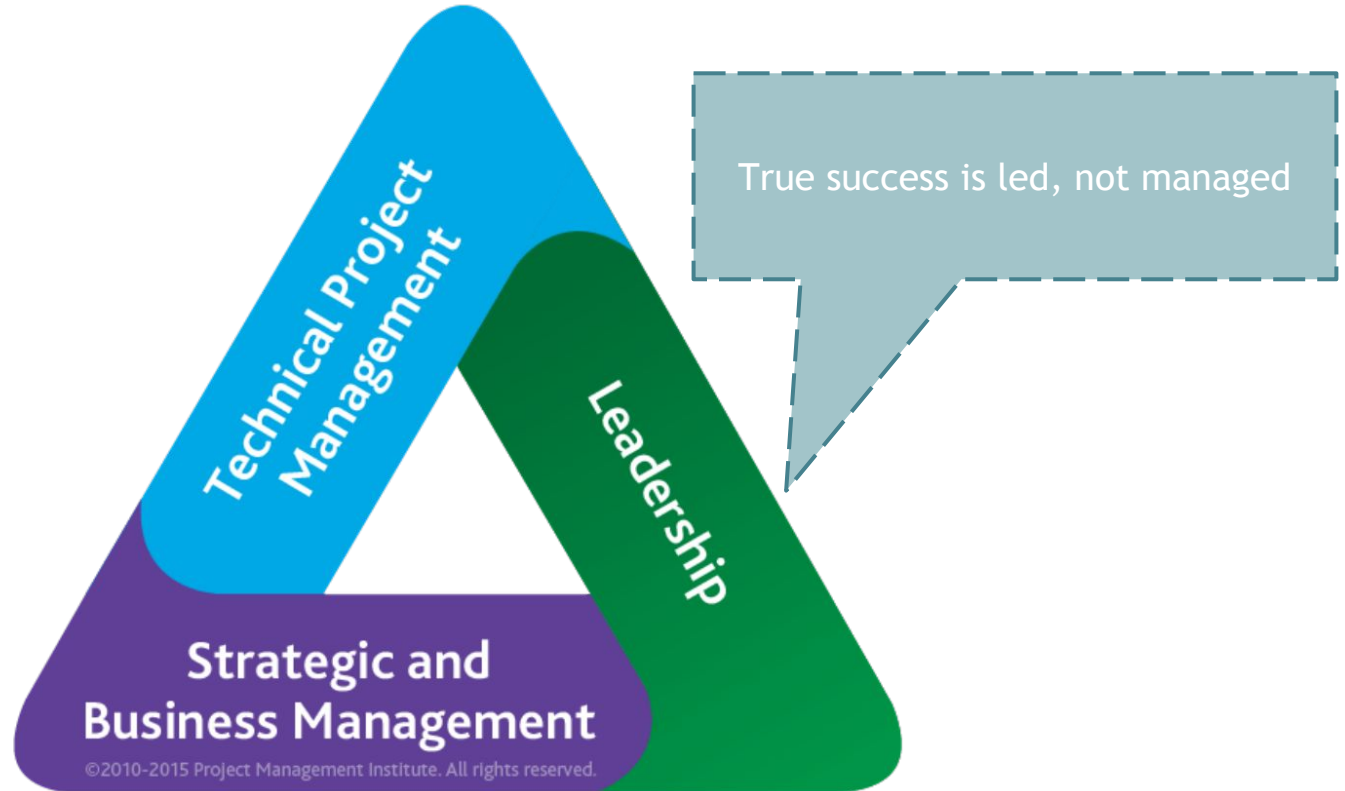 Technical Project
Management
True success is led, not managed
Leadership
Strategic and
Business Management
©2010-2015 Project Management Institute. All rights reserved.